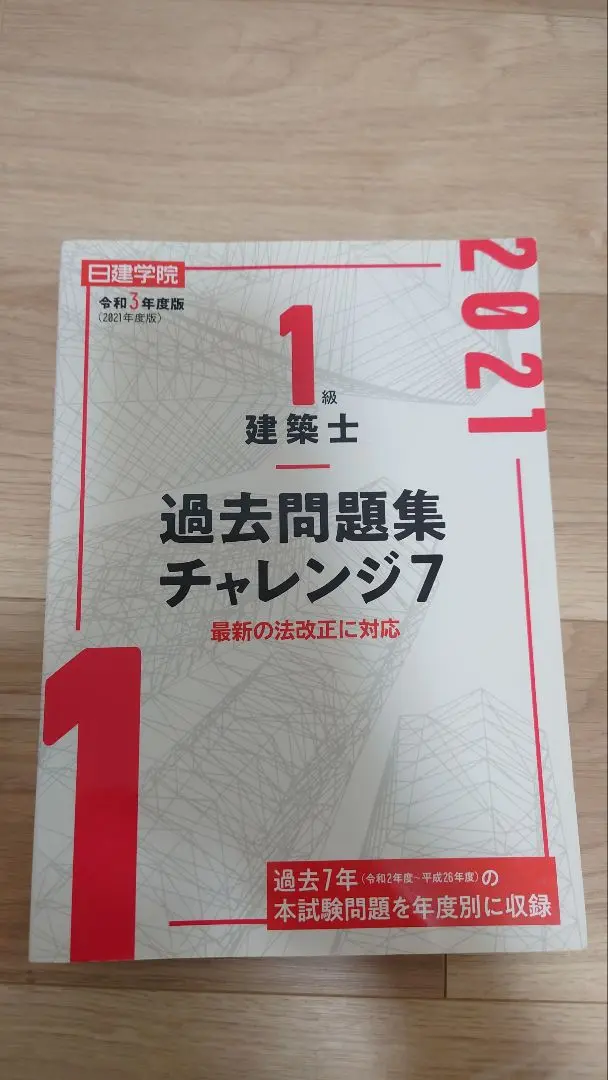 日建学院
令和3年度版
(2021年度版)
2021
1級
建築士
過去問題集
チャレンジ7
最新の法改正に対応
1
過去7年(令和2年度~平成26年度)の
本試験問題を年度別に収録